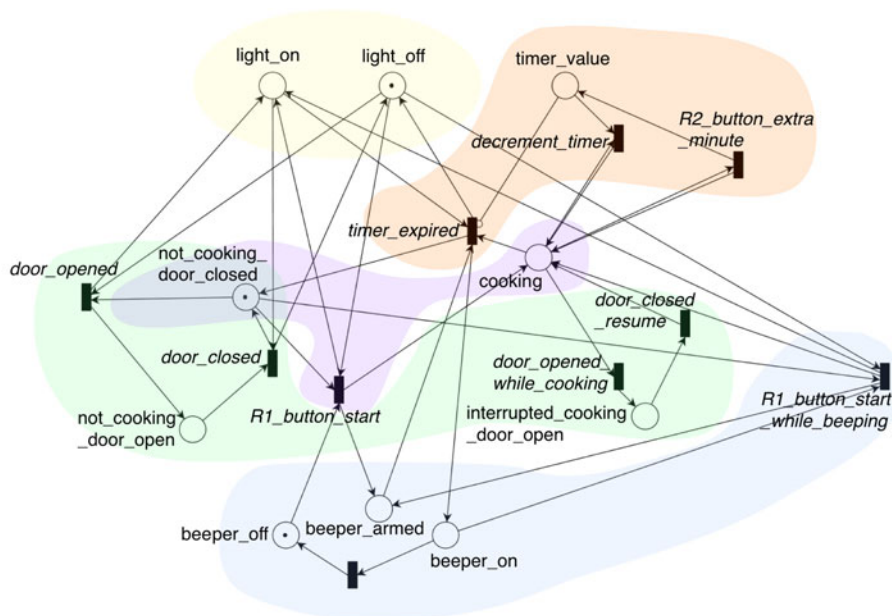 light_on
light_off
timer_value
R2_button_extra
_minute
decrement_timer
timer_expired
not_cooking_
door_closed
door_opened
cooking
door_closed
_resume
door_closed
door_opened_
while_cooking
R1_button_start
R1_button_start
_while_beeping
not_cooking
_door_open
interrupted_cooking
_door_open
beeper_off
beeper_armed
beeper_on